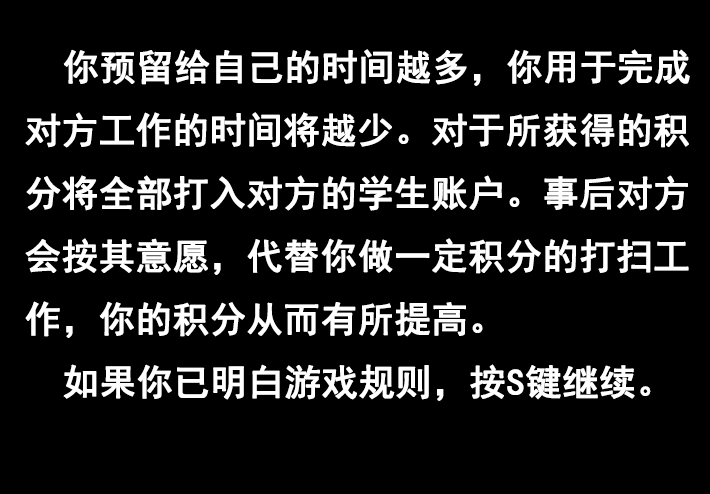 你预留给自己的时间越多，你用于完成
对方工作的时间将越少。对于所获得的积
分将全部打入对方的学生账户。事后对方
会按其意愿，代替你做一定积分的打扫工
作，你的积分从而有所提高。
如果你已明白游戏规则，按S键继续。